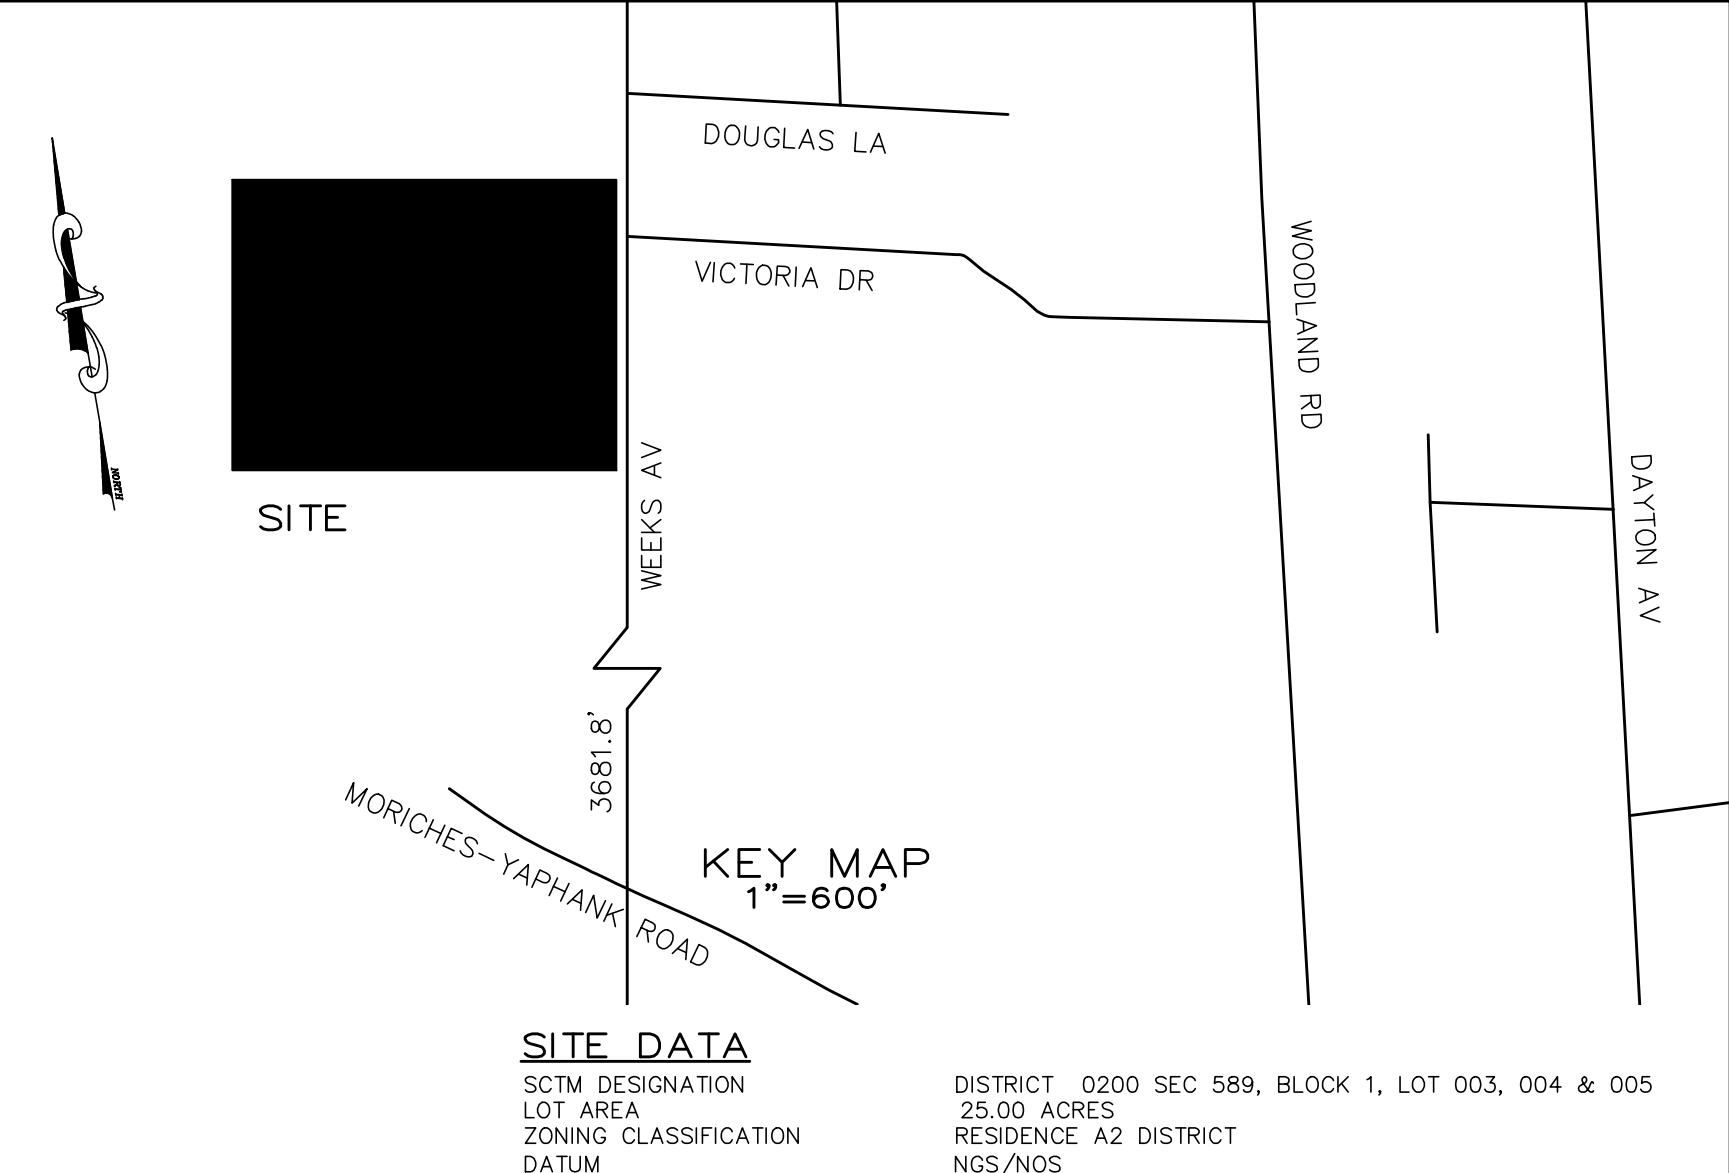 DOUGLAS LA
VICTORIA DR
WOODLAND RD
WEEKS AV
DAYTON AV
NORTH
SITE
3681.8'
MORICHES-YAPHANK ROAD
KEY MAP
1"=600'
SITE DATA
SCTM DESIGNATION DISTRICT 0200 SEC 589, BLOCK 1, LOT 003, 004 & 005
LOT AREA 25.00 ACRES
ZONING CLASSIFICATION RESIDENCE A2 DISTRICT
DATUM NGS/NOS